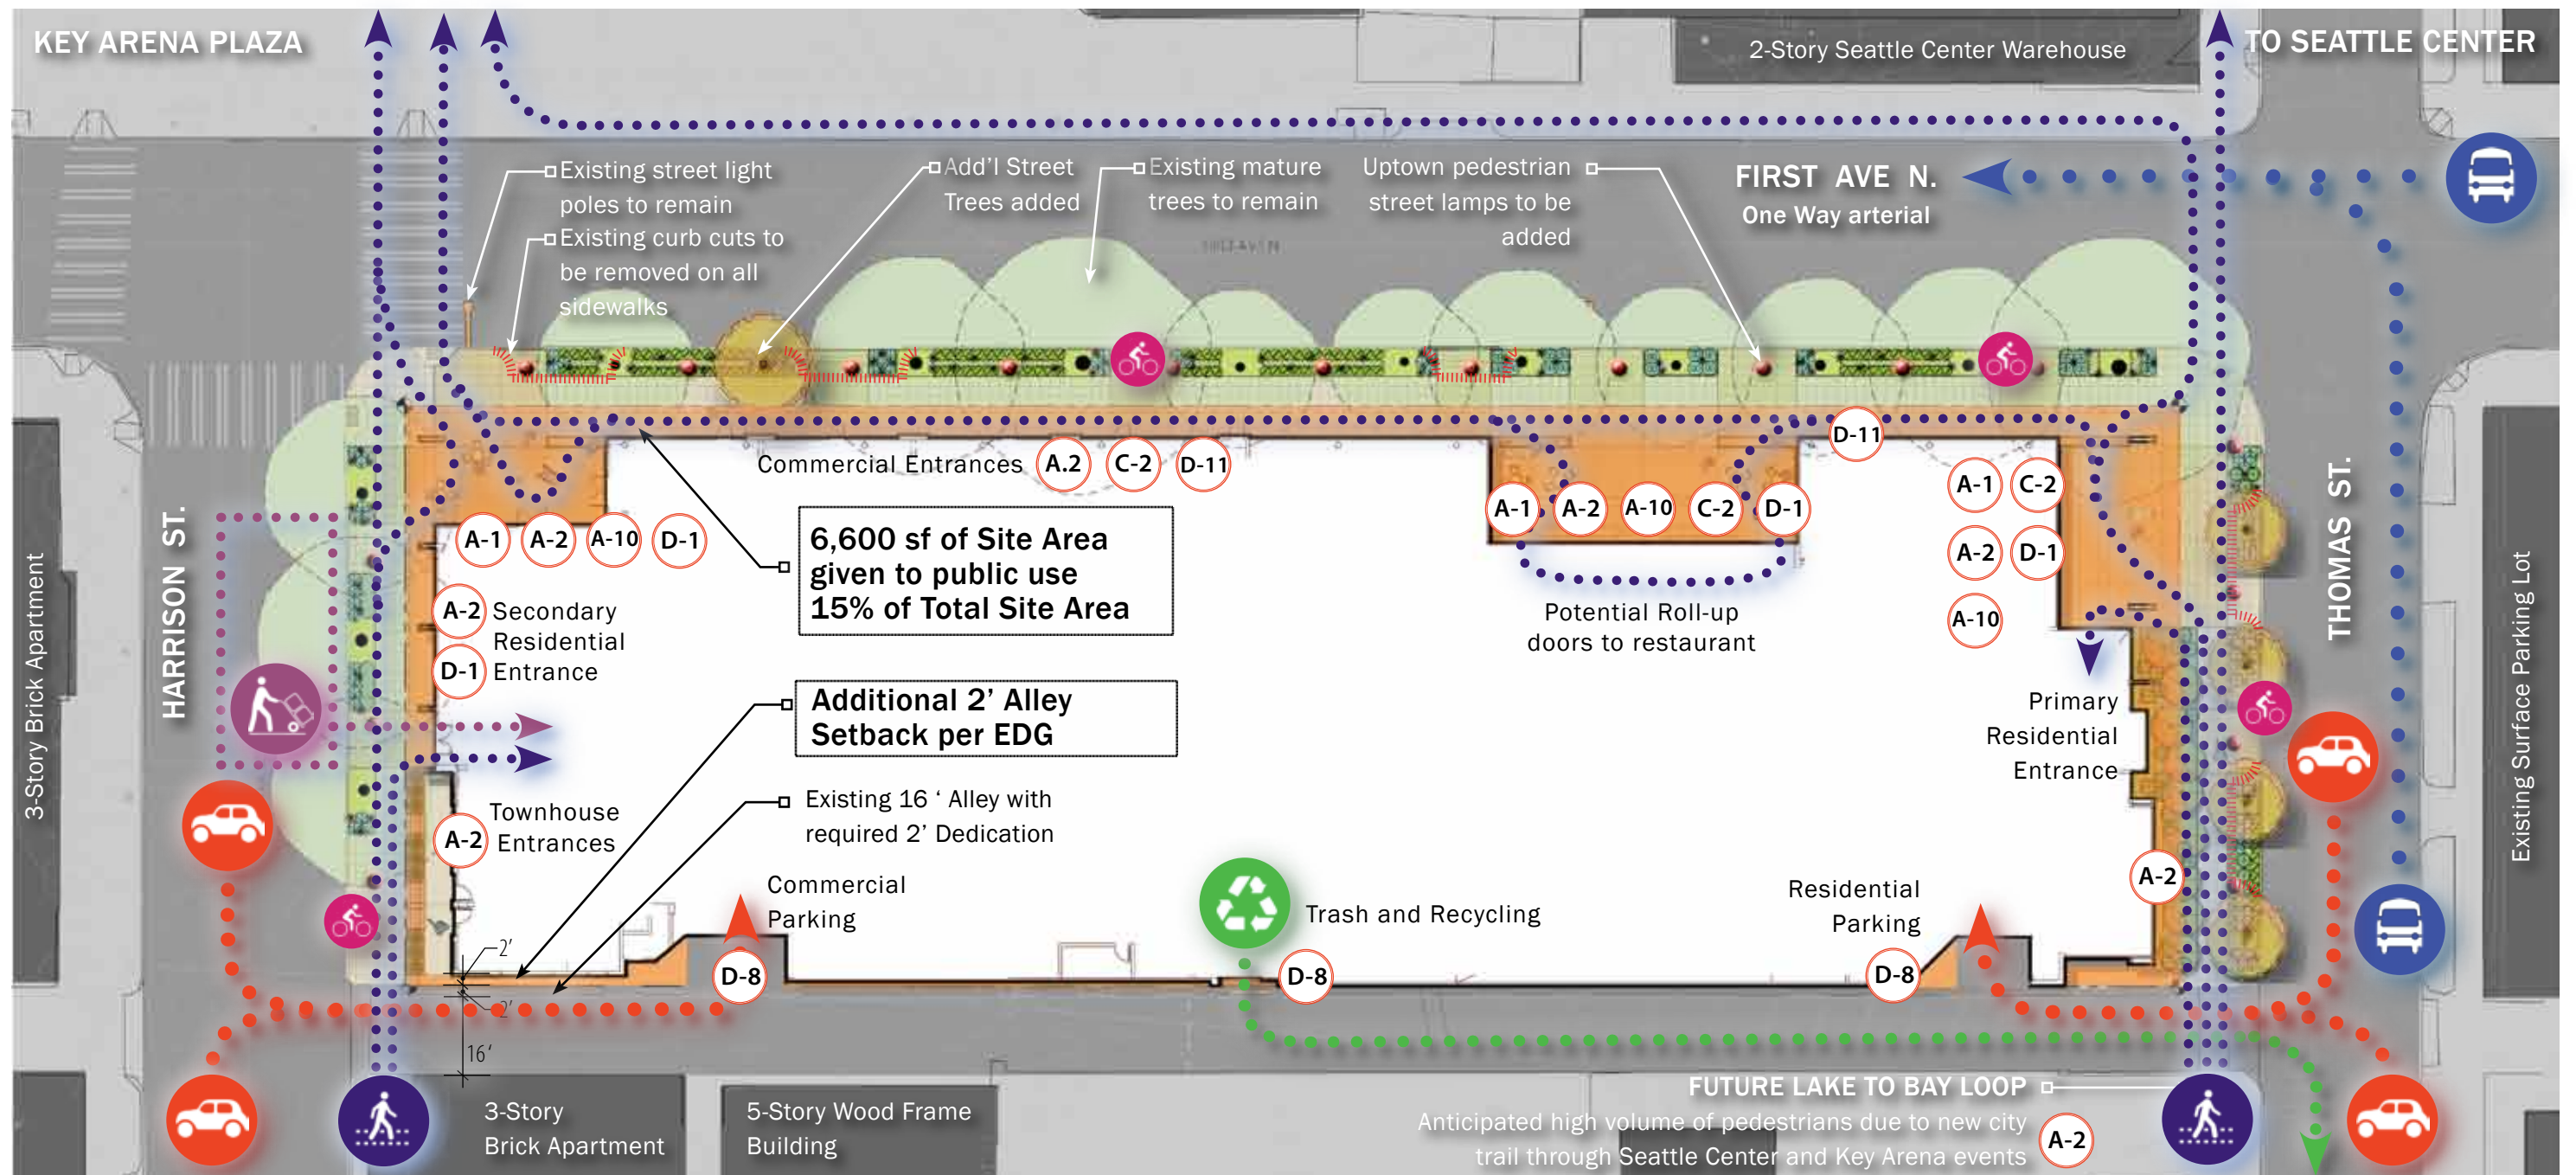 KEY ARENA PLAZA
2-Story Seattle Center Warehouse
TO SEATTLE CENTER
Existing street light
poles to remain
Existing curb cuts to
be removed on all
sidewalks
Add'l Street
Trees added
Existing mature
trees to remain
Uptown pedestrian
street lamps to be
added
FIRST AVE N.
One Way arterial
Commercial Entrances
A.2
C-2
D-11
D-11
A-1
A-2
A-10
D-1
A-1
A-2
A-10
C-2
D-1
A-1
C-2
A-2
D-1
A-10
6,600 sf of Site Area
given to public use
15% of Total Site Area
Potential Roll-up
doors to restaurant
A-2
Secondary
Residential
D-1
Entrance
Additional 2’ Alley
Setback per EDG
Primary
Residential
Entrance
HARRISON ST.
THOMAS ST.
3-Story Brick Apartment
Existing Surface Parking Lot
Existing 16 ‘ Alley with
required 2’ Dedication
Townhouse
A-2
Entrances
A-2
Commercial
Parking
D-8
Trash and Recycling
D-8
Residential
Parking
D-8
2’
2’
16‘
3-Story
Brick Apartment
5-Story Wood Frame
Building
FUTURE LAKE TO BAY LOOP
Anticipated high volume of pedestrians due to new city
trail through Seattle Center and Key Arena events
A-2